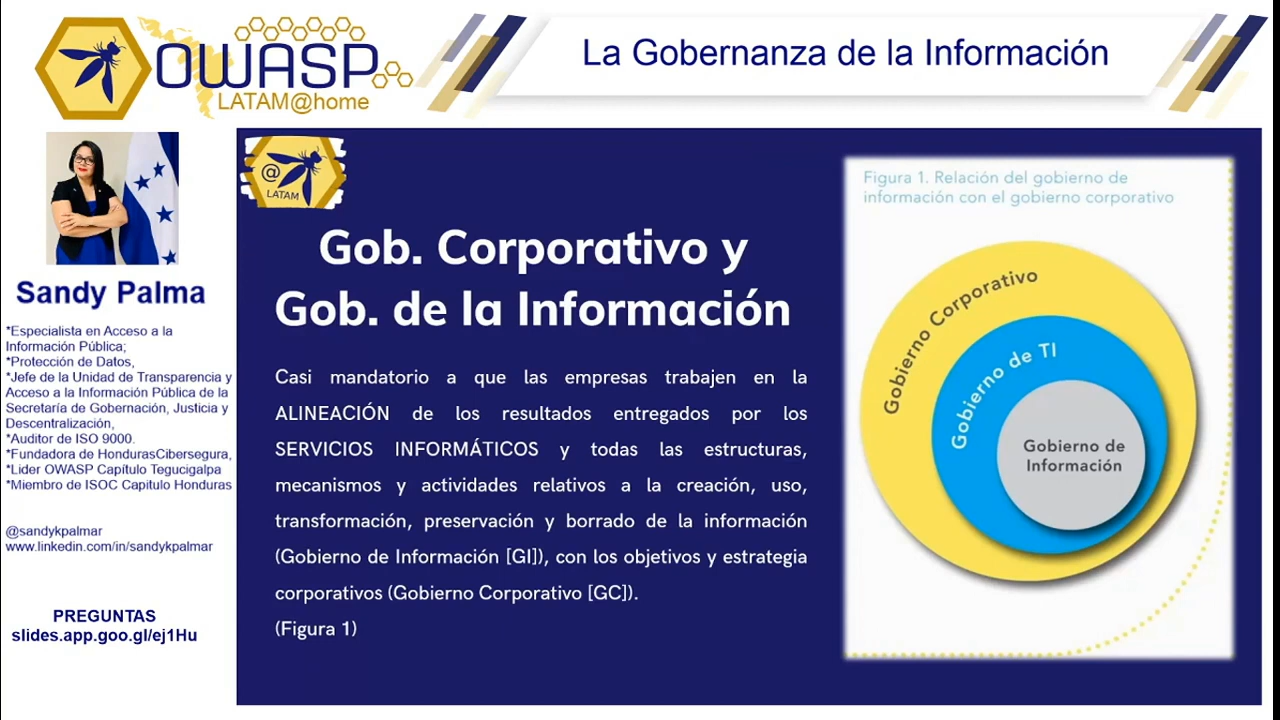 OWASP
LATAM@home
La Gobernanza de la Información
Sandy Palma
*Especialista en Acceso a la
Información Pública;
*Protección de Datos,
*Jefe de la Unidad de Transparencia y
Acceso a la Información Pública de la
Secretaría de Gobernación, Justicia y
Descentralización,
*Auditor de ISO 9000.
*Fundadora de HondurasCibersegura,
*Lider OWASP Capítulo Tegucigalpa
*Miembro de ISOC Capitulo Honduras
@sandykpalmar
www.linkedin.com/in/sandykpalmar
PREGUNTAS
slides.app.goo.gl/ej1Hu
@
LATAM
Gob. Corporativo y
Gob. de la Información
Casi mandatorio a que las empresas trabajen en la
ALINEACIÓN de los resultados entregados por los
SERVICIOS INFORMÁTICOS y todas las estructuras,
mecanismos y actividades relativos a la creación, uso,
transformación, preservación y borrado de la información
(Gobierno de Información [GI]), con los objetivos y estrategia
corporativos (Gobierno Corporativo [GC]).
(Figura 1)
Figura 1. Relación del gobierno de
información con el gobierno corporativo
Gobierno Corporativo
Gobierno de TI
Gobierno de
Información